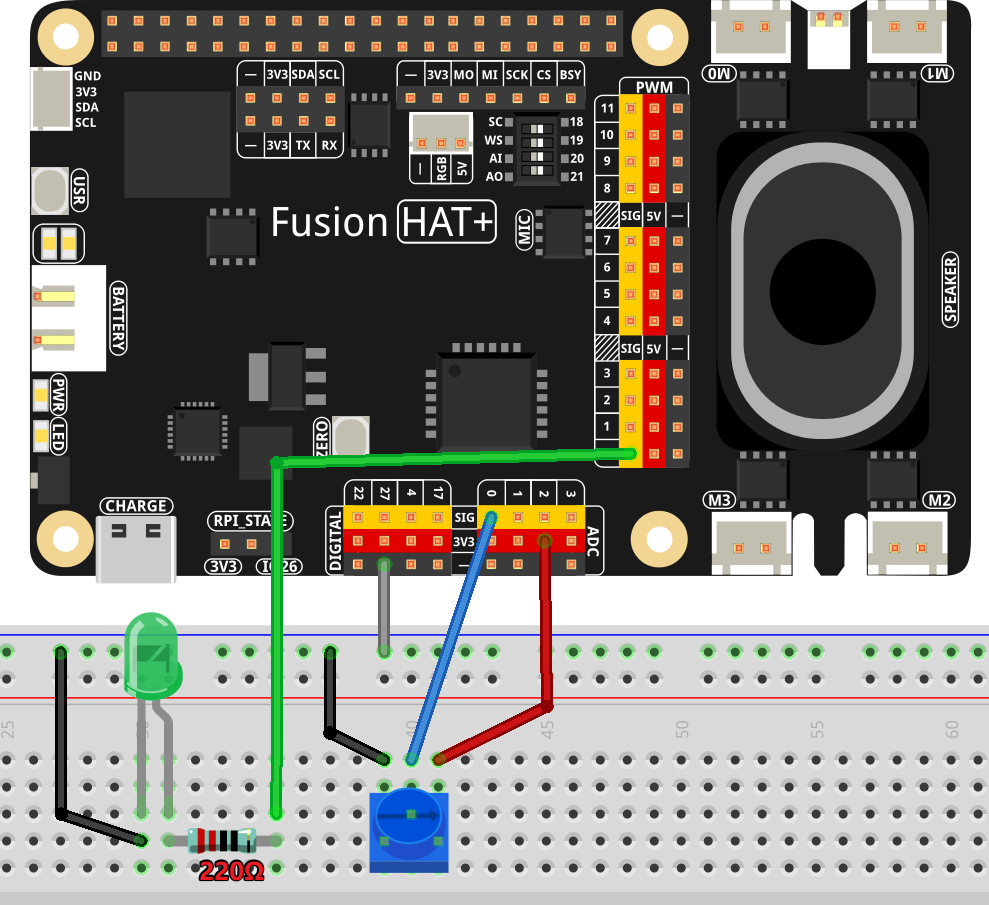 GND
3V3
SDA
SCL
— 3V3 SDA SCL
— 3V3 TX RX
— 3V3 MO MI SCK CS BSY
— RGB 5V
SC 18
WS 19
AI 20
AO 21
PWM
11
10
9
8
SIG 5V —
7
6
5
4
SIG 5V —
3
2
1
M0
M1
USR
Fusion HAT+
MIC
BATTERY
SPEAKER
PWR
LED
ZERO
M3
M2
CHARGE
RPI_STATE
3V3
DIGITAL
22 27 4 17
0 1 2 3
SIG
3V3
—
ADC
25 40 45 50 55 60
220Ω